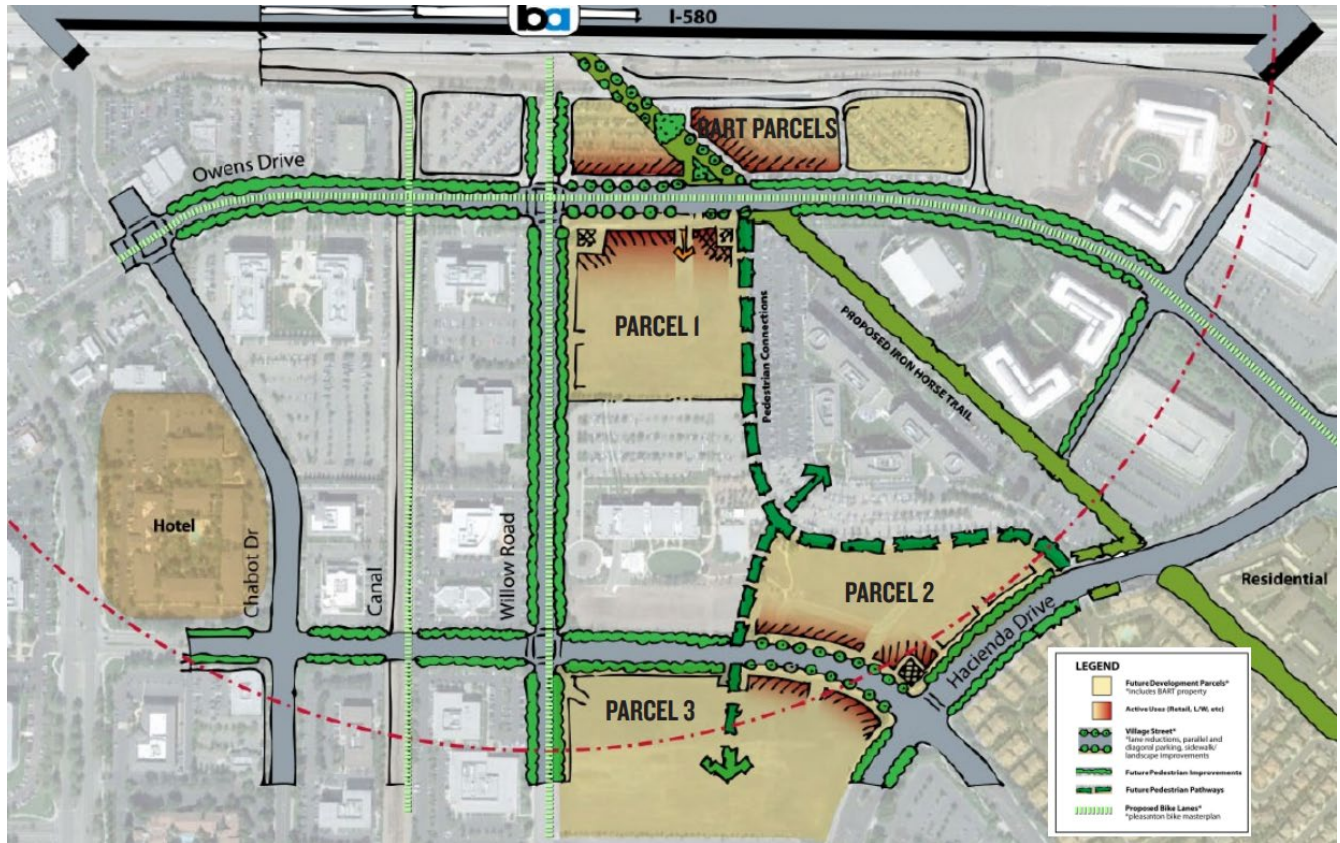 ba
I-580
BART PARCELS
Owens Drive
PARCEL 1
Pedestrian Connections
PROPOSED IRON HORSE TRAIL
Hotel
Chabot Dr
Canal
Willow Road
PARCEL 2
Residential
Hacienda Drive
PARCEL 3
LEGEND
Future Development Parcels*
*includes BART property
Active Uses (Retail, L/W, etc)
Village Street*
*lane reductions, parallel and
diagonal parking, sidewalk/
landscape improvements
Future Pedestrian Improvements
Future Pedestrian Pathways
Proposed Bike Lanes*
*pleasanton bike masterplan